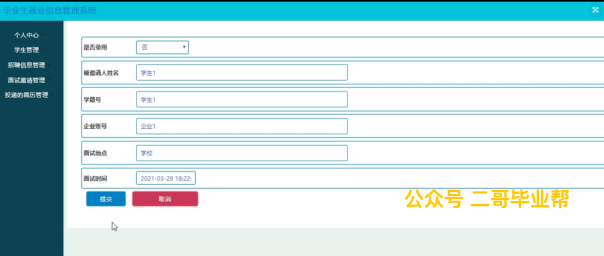 毕业生就业信息管理系统
个人中心
学生管理
招聘信息管理
面试邀请管理
投递的简历管理
是否录用
否
被邀请人姓名
学生1
学籍号
学生1
企业账号
企业1
面试地点
学校
面试时间
2021-03-29 18:22:
提交
取消
公众号 二哥毕业帮